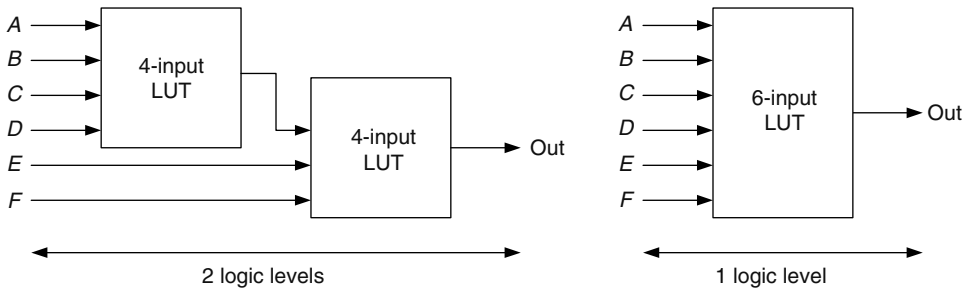 A
B
C
D
E
F
4-input
LUT
4-input
LUT
Out
2 logic levels
A
B
C
D
E
F
6-input
LUT
Out
1 logic level